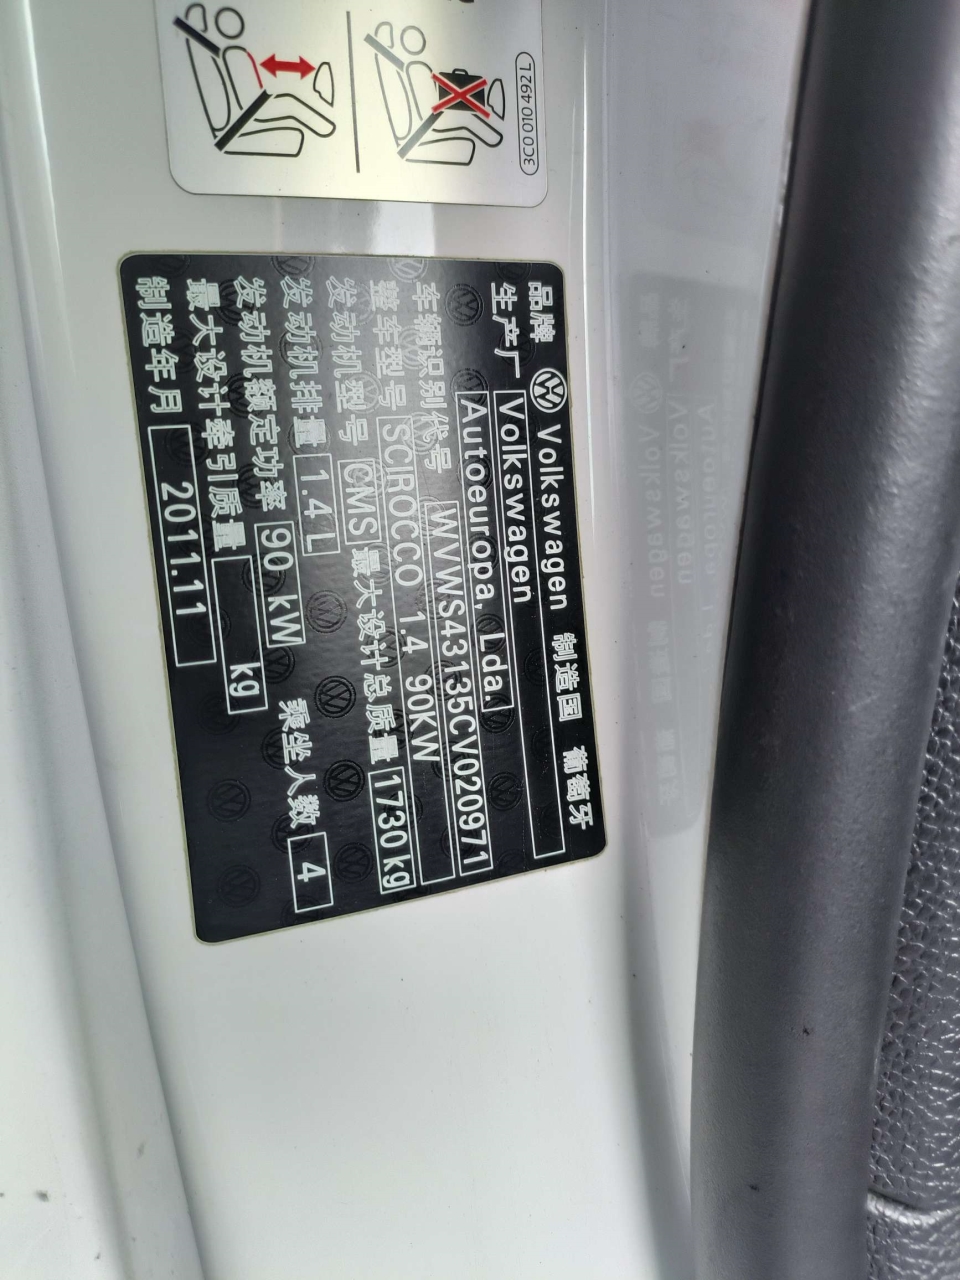 3C0 010 492 L
品牌 Volkswagen 制造国 葡萄牙
生产厂 Volkswagen
Autoeuropa, Lda.
车辆识别代号 WVWS43135CV020971
整车型号 SCIROCCO 1.4 90KW
发动机型号 CMS 最大设计总质量 1730kg
发动机排量 1.4L
发动机额定功率 90 kW 乘坐人数 4
最大设计牵引质量 kg
制造年月 2011.11